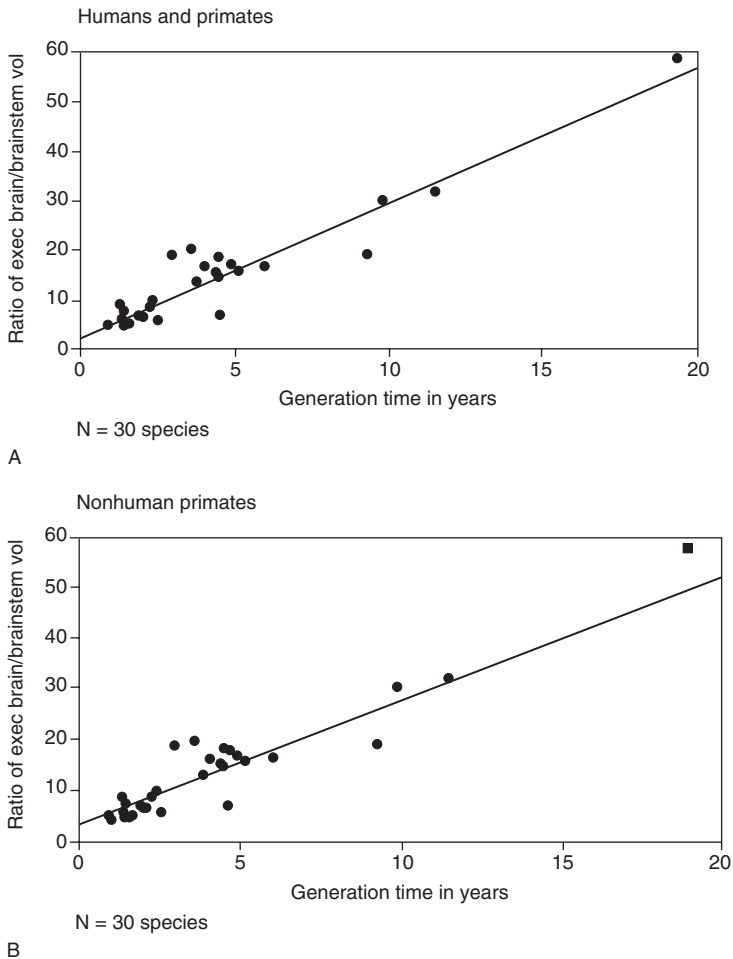 Humans and primates
Ratio of exec brain/brainstem vol
60
50
40
30
20
10
0
0 5 10 15 20
Generation time in years
N = 30 species
A
Nonhuman primates
Ratio of exec brain/brainstem vol
60
50
40
30
20
10
0
0 5 10 15 20
Generation time in years
N = 30 species
B